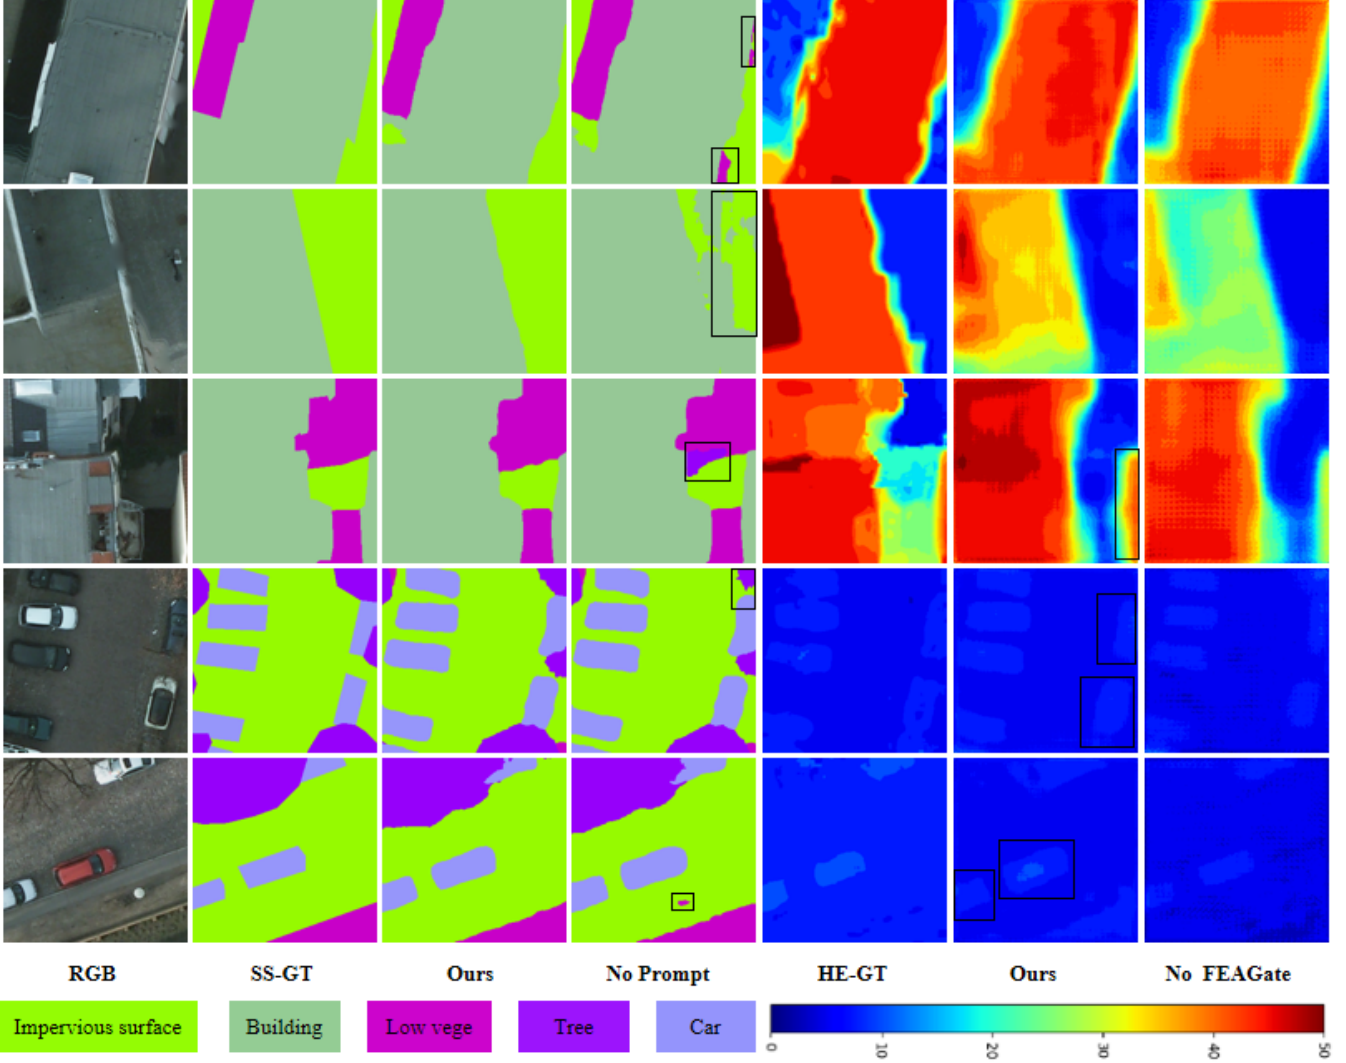 RGB SS-GT Ours No Prompt HE-GT Ours No FEAGate
Impervious surface Building Low vege Tree Car
0 10 20 30 40 50